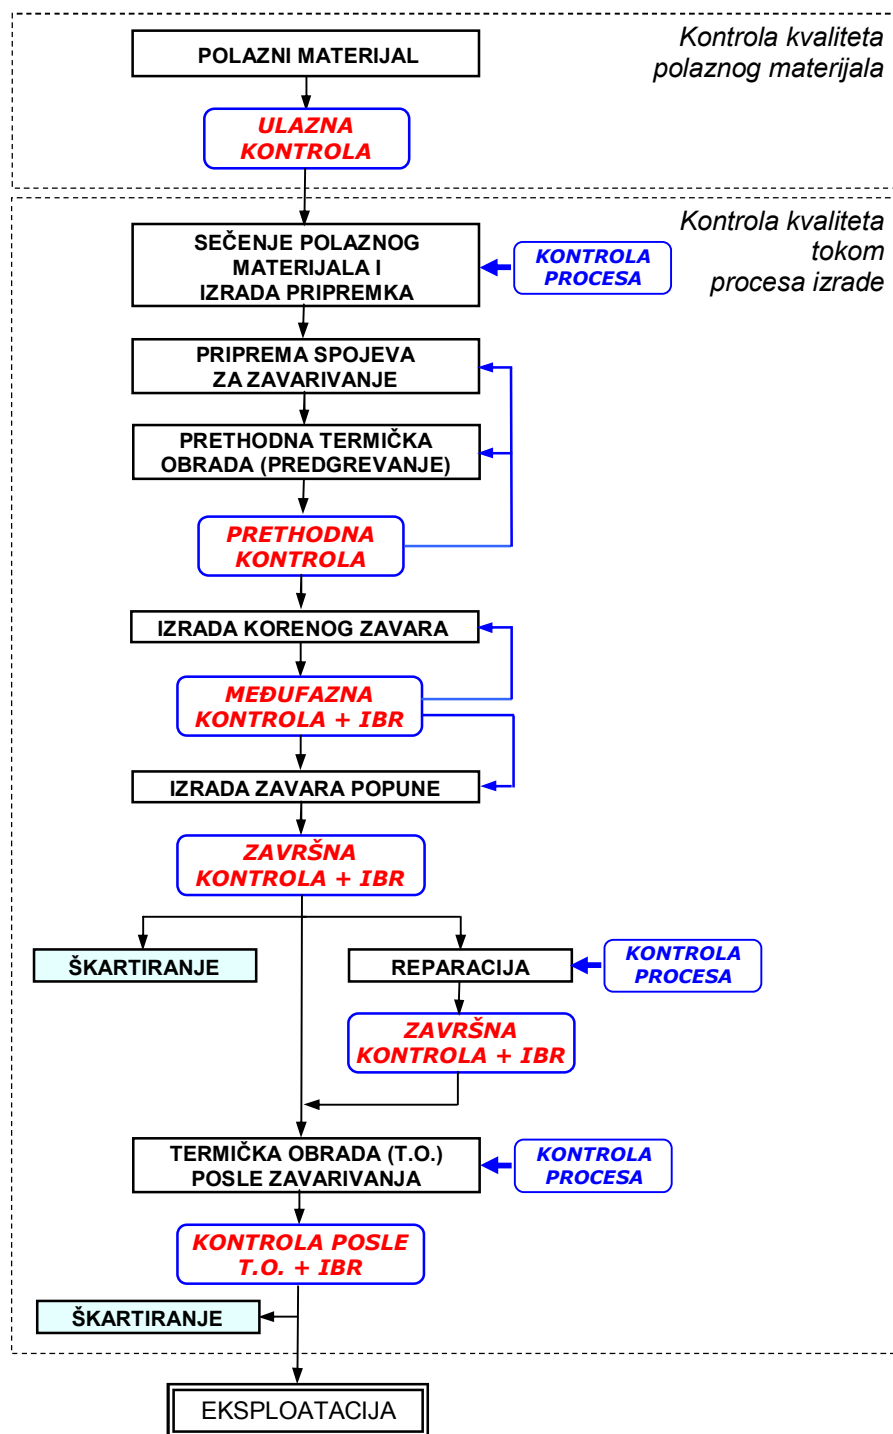 POLAZNI MATERIJAL
Kontrola kvaliteta
polaznog materijala
ULAZNA
KONTROLA
Kontrola kvaliteta
tokom
procesa izrade
SEČENJE POLAZNOG
MATERIJALA I
IZRADA PRIPREMKA
KONTROLA
PROCESA
PRIPREMA SPOJEVA
ZA ZAVARIVANJE
PRETHODNA TERMIČKA
OBRADA (PREDGREVANJE)
PRETHODNA
KONTROLA
IZRADA KORENOG ZAVARA
MEĐUFAZNA
KONTROLA + IBR
IZRADA ZAVARA POPUNE
ZAVRŠNA
KONTROLA + IBR
ŠKARTIRANJE
REPARACIJA
KONTROLA
PROCESA
ZAVRŠNA
KONTROLA + IBR
TERMIČKA OBRADA (T.O.)
POSLE ZAVARIVANJA
KONTROLA
PROCESA
KONTROLA POSLE
T.O. + IBR
ŠKARTIRANJE
EKSPLOATACIJA